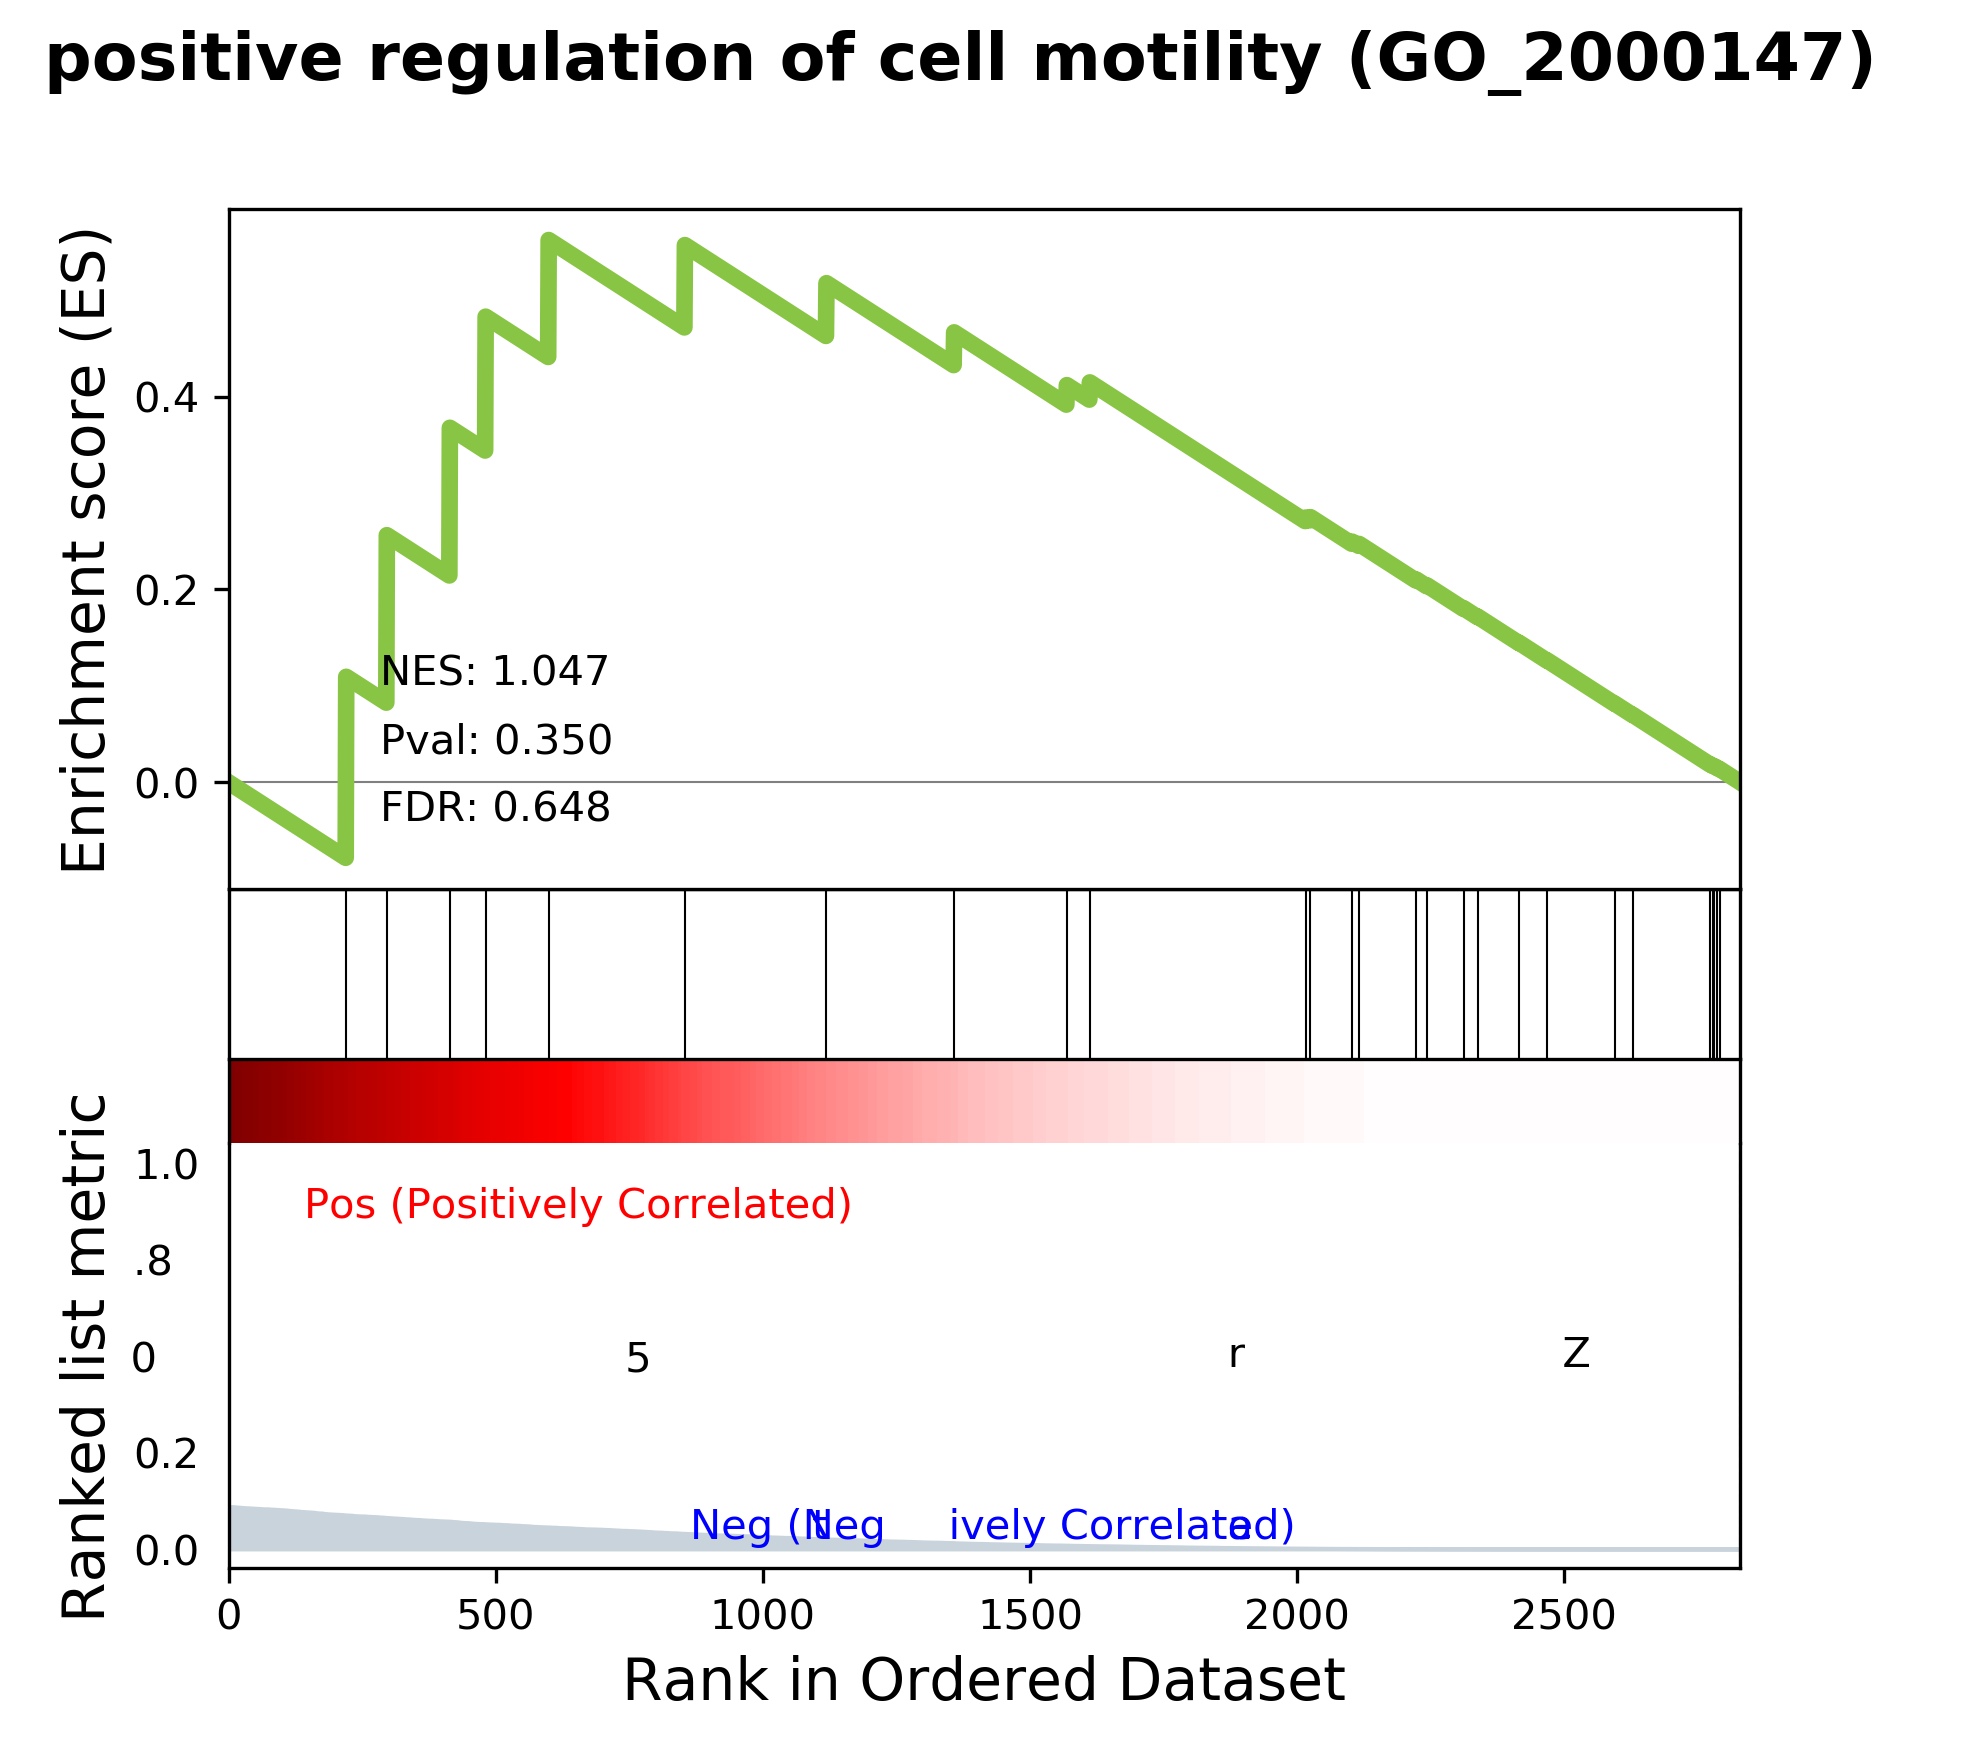 positive regulation of cell motility (GO_2000147)
Enrichment score (ES)
0.4
0.2
0.0
NES: 1.047
Pval: 0.350
FDR: 0.648
Ranked list metric
1.0
Pos (Positively Correlated)
.8
0 5 r Z
0.2
Neg (Neg ively Correlated)
0.0
0 500 1000 1500 2000 2500
Rank in Ordered Dataset